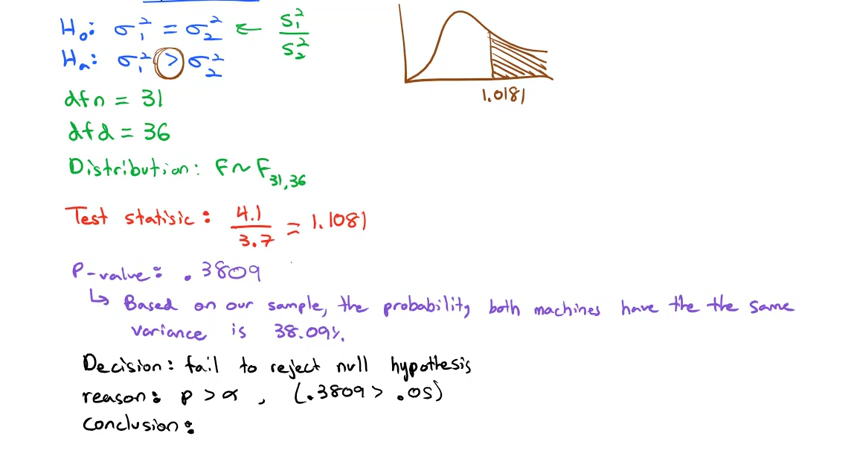 H₀: σ₁² = σ₂² ← S₁²/S₂²
Hₐ: σ₁² > σ₂²
1.0181
dfn = 31
dfd = 36
Distribution: F ~ F₃₁,₃₆
Test statisic: 4.1/3.7 = 1.1081
P-value: .3809
↳ Based on our sample, the probability both machines have the the same
variance is 38.09%.
Decision: fail to reject null hypothesis
reason: p > α , (.3809 > .05)
Conclusion: